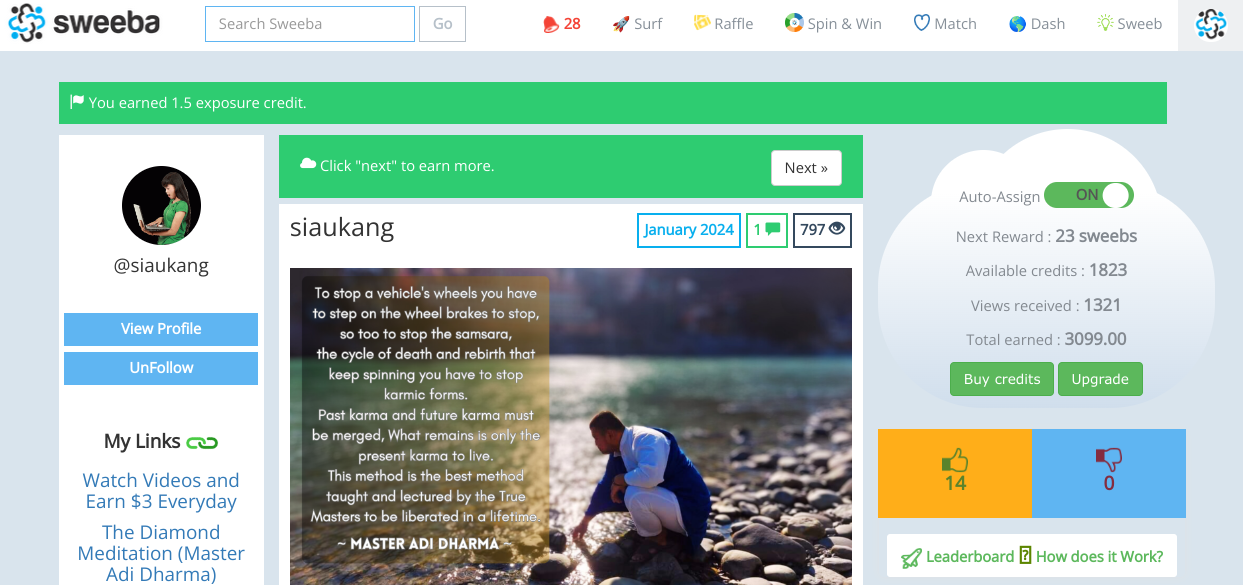 sweeba
Search Sweeba
Go
28
Surf
Raffle
Spin & Win
Match
Dash
Sweeb
You earned 1.5 exposure credit.
@siaukang
View Profile
UnFollow
My Links
Watch Videos and
Earn $3 Everyday
The Diamond
Meditation (Master
Adi Dharma)
Click "next" to earn more.
Next »
siaukang
January 2024
1
797
To stop a vehicle's wheels you have
to step on the wheel brakes to stop,
so too to stop the samsara,
the cycle of death and rebirth that
keep spinning you have to stop
karmic forms.
Past karma and future karma must
be merged, What remains is only the
present karma to live.
This method is the best method
taught and lectured by the True
Masters to be liberated in a lifetime.
~ MASTER ADI DHARMA ~
Auto-Assign ON
Next Reward : 23 sweebs
Available credits : 1823
Views received : 1321
Total earned : 3099.00
Buy credits
Upgrade
14
0
Leaderboard
How does it Work?